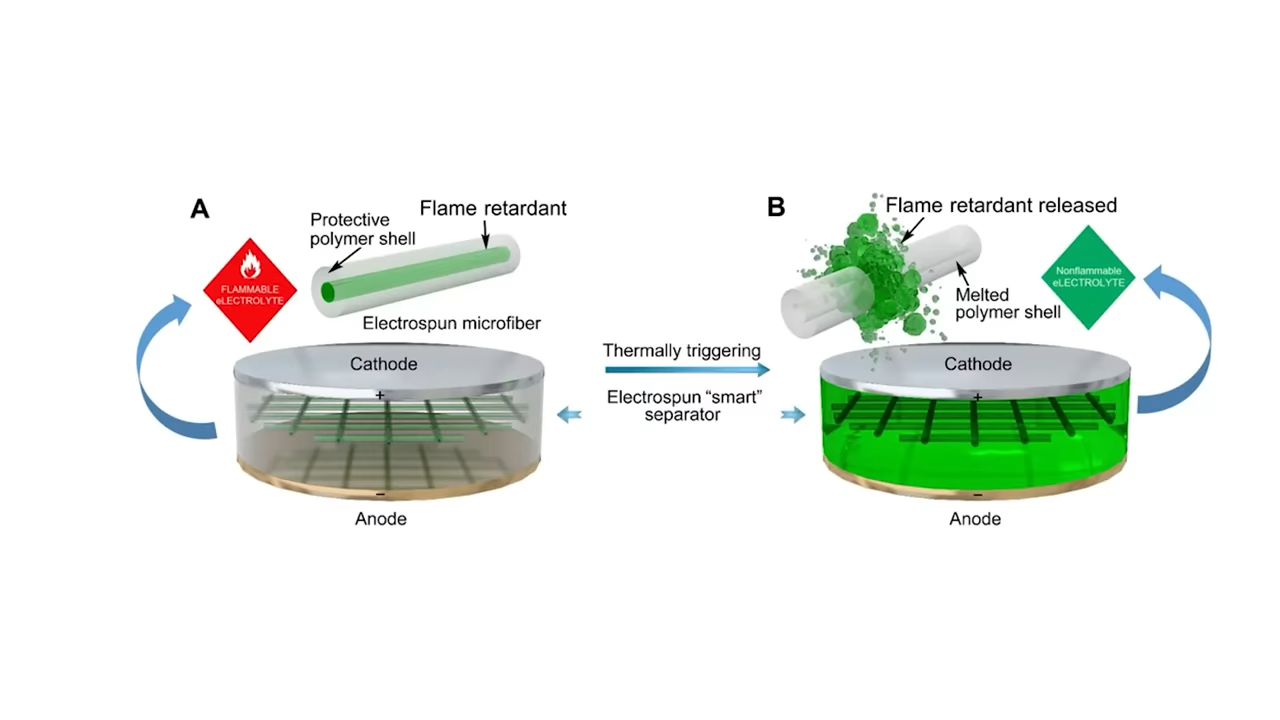 A
Protective
polymer shell
Flame retardant
FLAMMABLE
eLECTROLYTE
Electrospun microfiber
Cathode
+
–
Anode
Thermally triggering
Electrospun “smart”
separator
B
Flame retardant released
Melted
polymer shell
Nonflammable
eLECTROLYTE
Cathode
+
–
Anode